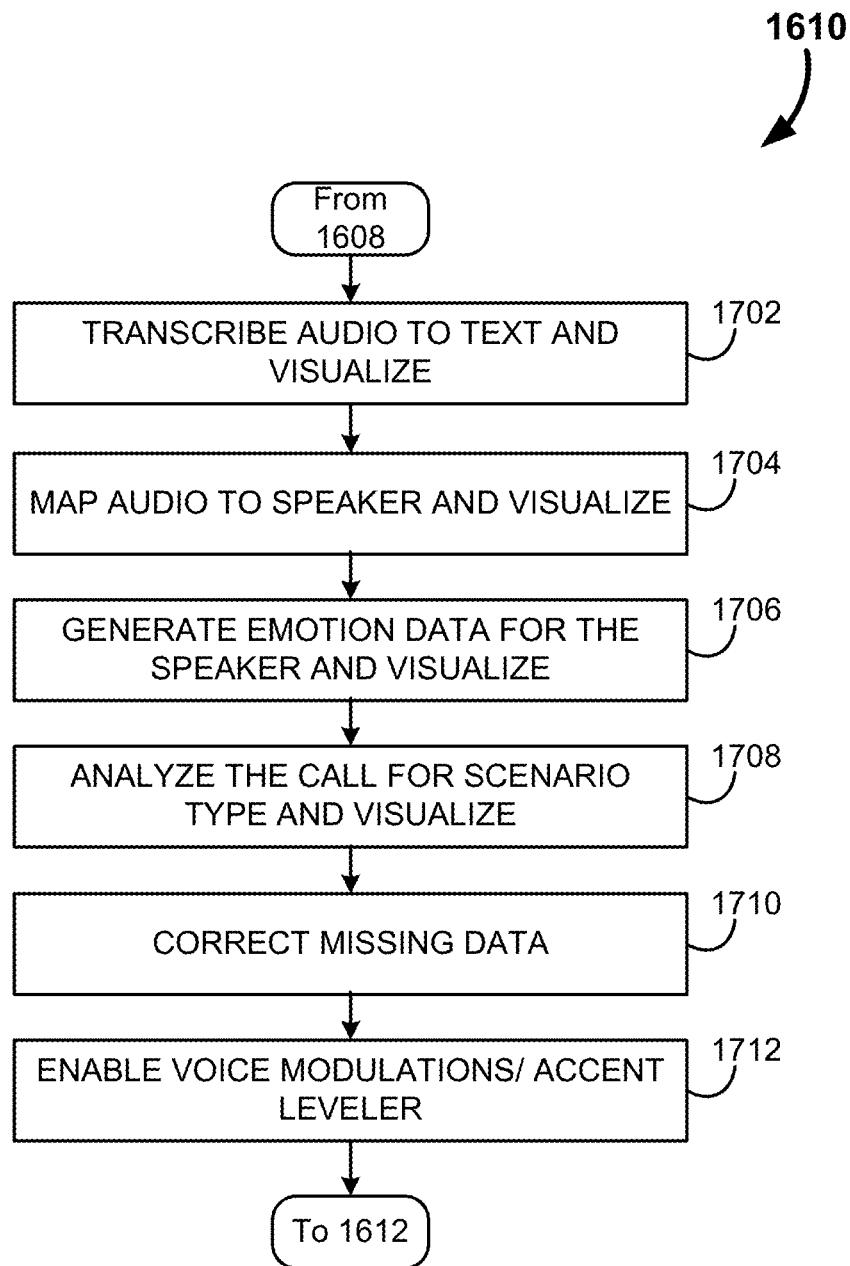 1610
From
1608
TRANSCRIBE AUDIO TO TEXT AND
VISUALIZE
1702
MAP AUDIO TO SPEAKER AND VISUALIZE
1704
GENERATE EMOTION DATA FOR THE
SPEAKER AND VISUALIZE
1706
ANALYZE THE CALL FOR SCENARIO
TYPE AND VISUALIZE
1708
CORRECT MISSING DATA
1710
ENABLE VOICE MODULATIONS/ ACCENT
LEVELER
1712
To 1612